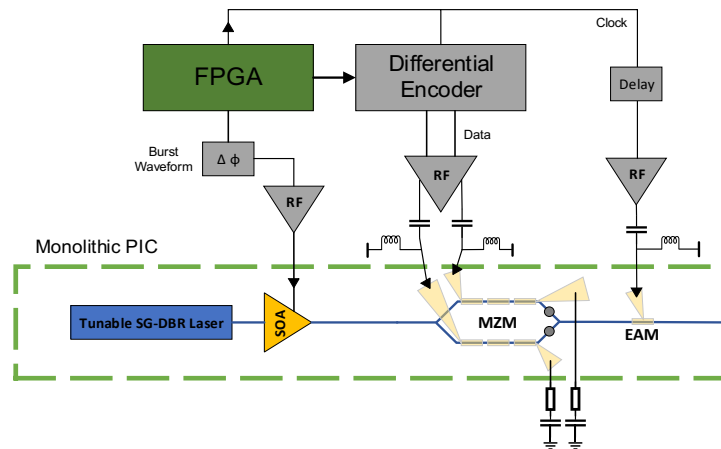 Clock
FPGA
Differential
Encoder
Delay
Data
Burst
Waveform
Δ ϕ
RF
RF
RF
Monolithic PIC
Tunable SG-DBR Laser
SOA
MZM
EAM